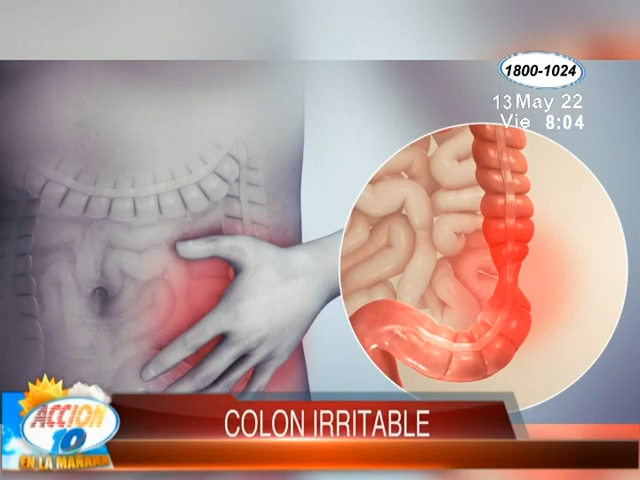 1800-1024
13 May 22
Vie 8:04
COLON IRRITABLE
ACCION
10
EN LA MAÑANA